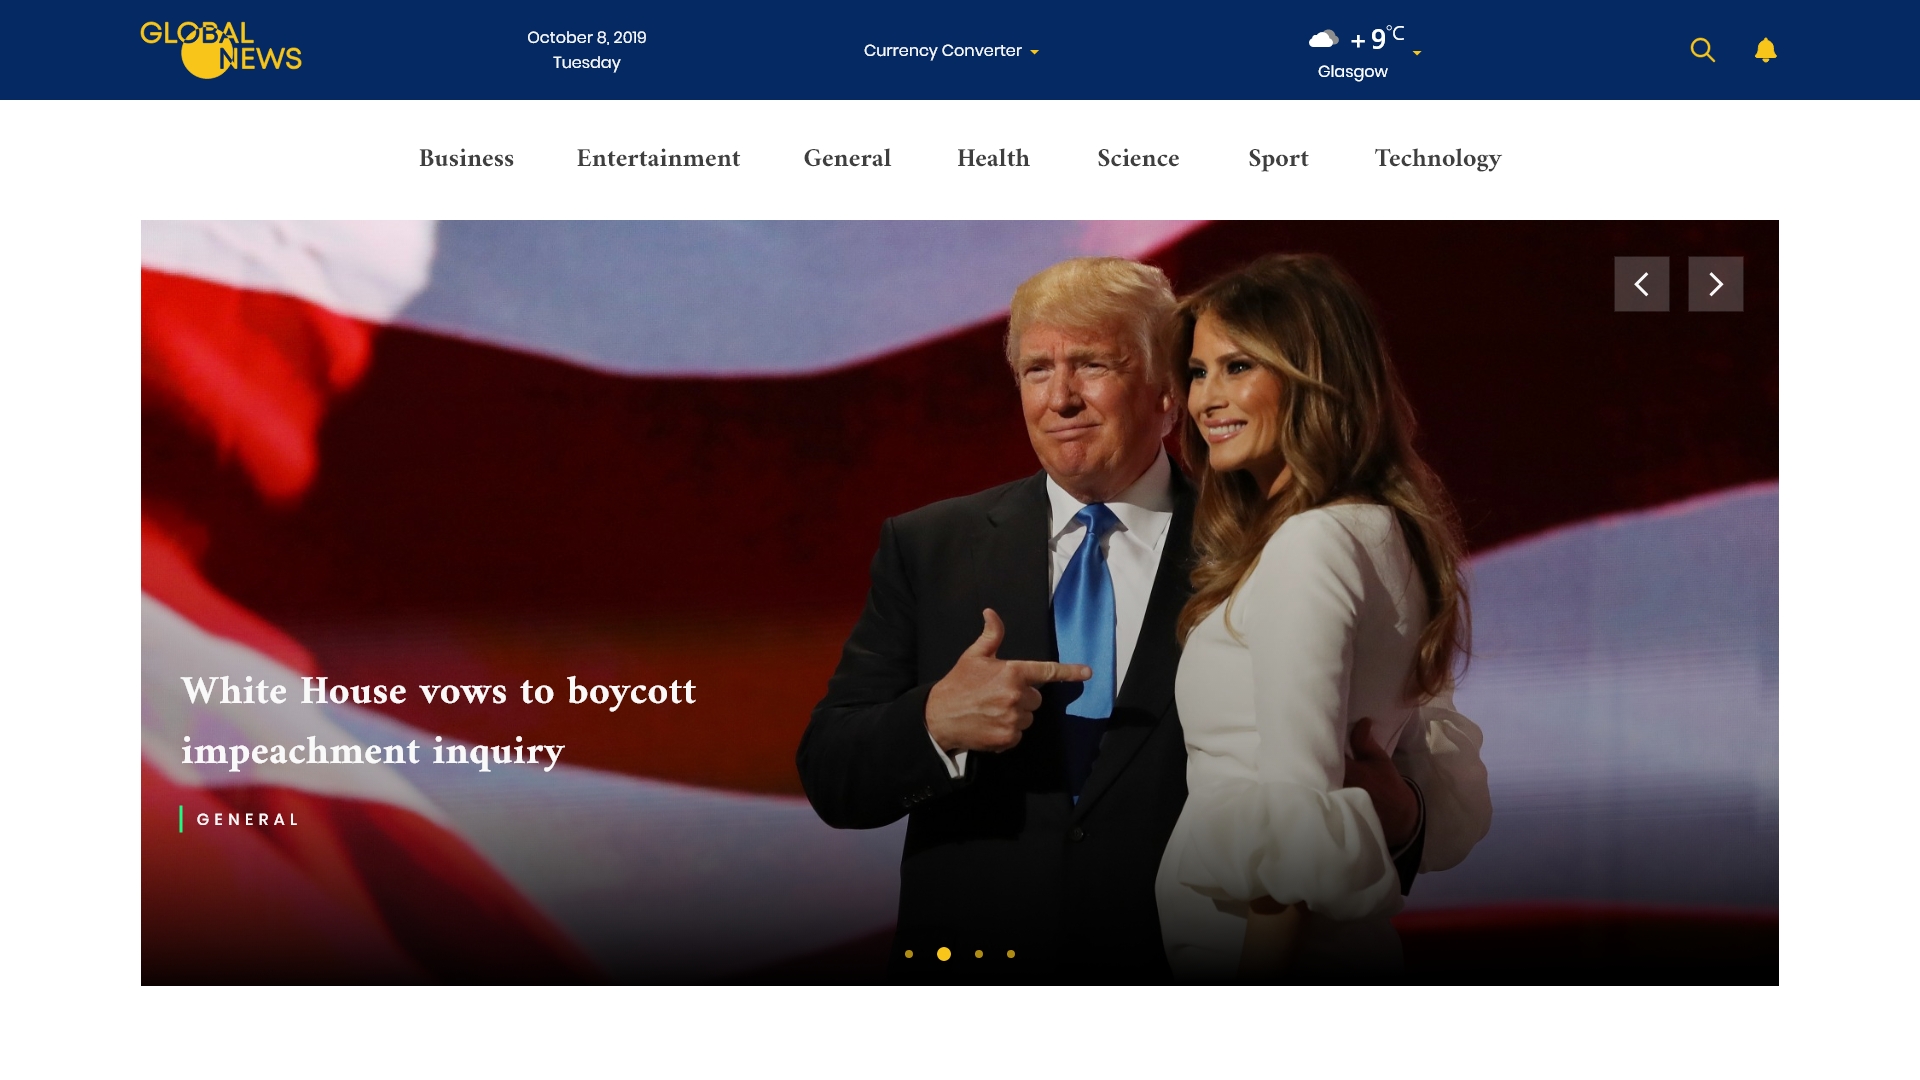 GLOBAL
NEWS
October 8, 2019
Tuesday
Currency Converter
+ 9°C
Glasgow
Business
Entertainment
General
Health
Science
Sport
Technology
White House vows to boycott
impeachment inquiry
GENERAL